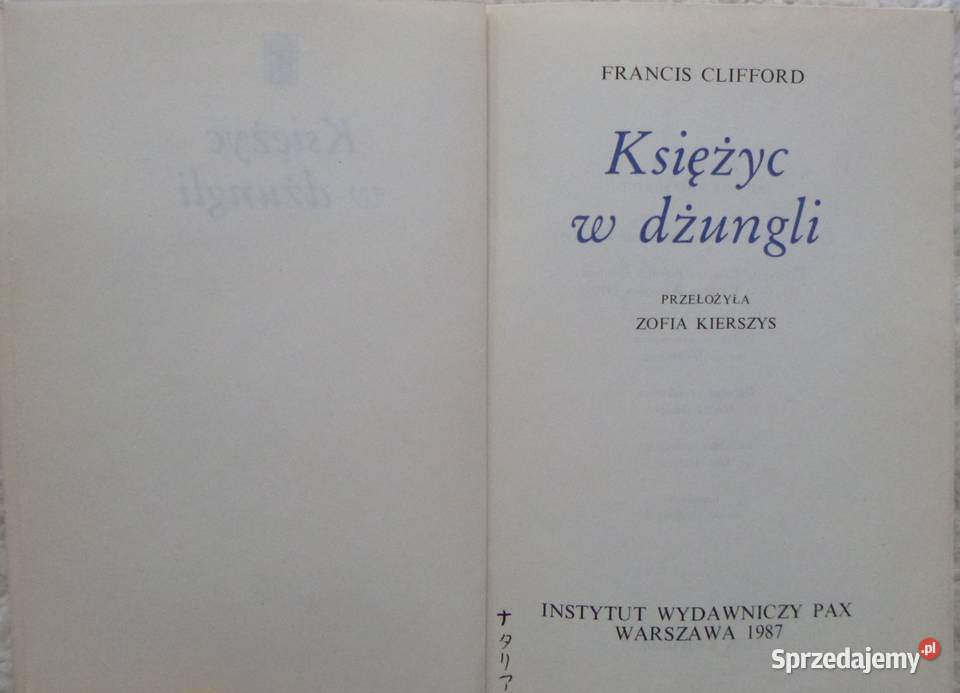 FRANCIS CLIFFORD
Księżyc
w dżungli
PRZEŁOŻYŁA
ZOFIA KIERSZYS
INSTYTUT WYDAWNICZY PAX
WARSZAWA 1987
ナタリア
Sprzedajemy.pl